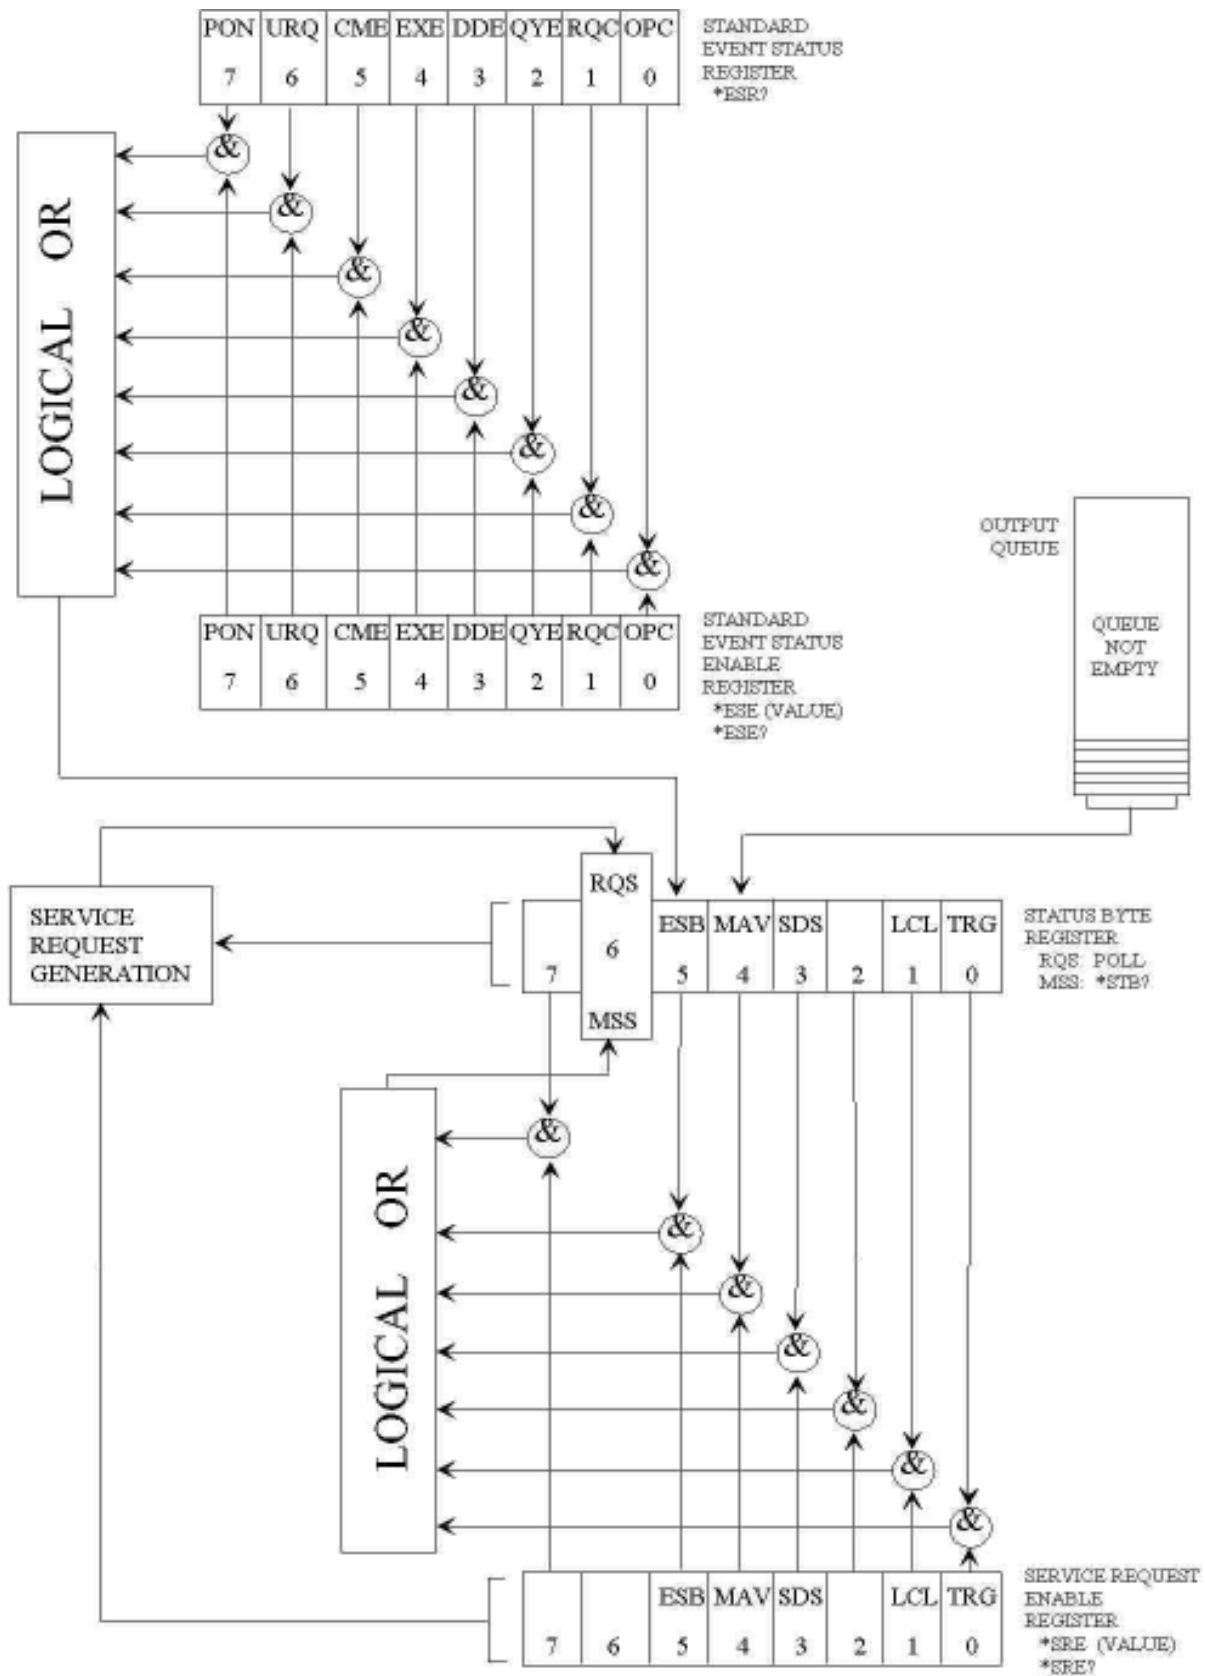 PON URQ CME EXE DDE QYE RQC OPC
7 6 5 4 3 2 1 0
STANDARD
EVENT STATUS
REGISTER
*ESR?
&
&
&
&
&
&
&
&
LOGICAL OR
PON URQ CME EXE DDE QYE RQC OPC
7 6 5 4 3 2 1 0
STANDARD
EVENT STATUS
ENABLE
REGISTER
*ESE (VALUE)
*ESE?
OUTPUT
QUEUE
QUEUE
NOT
EMPTY
SERVICE
REQUEST
GENERATION
RQS
ESB MAV SDS LCL TRG
7 6 5 4 3 2 1 0
MSS
STATUS BYTE
REGISTER
RQS: POLL
MSS: *STB?
&
&
&
&
&
&
&
LOGICAL OR
ESB MAV SDS LCL TRG
7 6 5 4 3 2 1 0
SERVICE REQUEST
ENABLE
REGISTER
*SRE (VALUE)
*SRE?